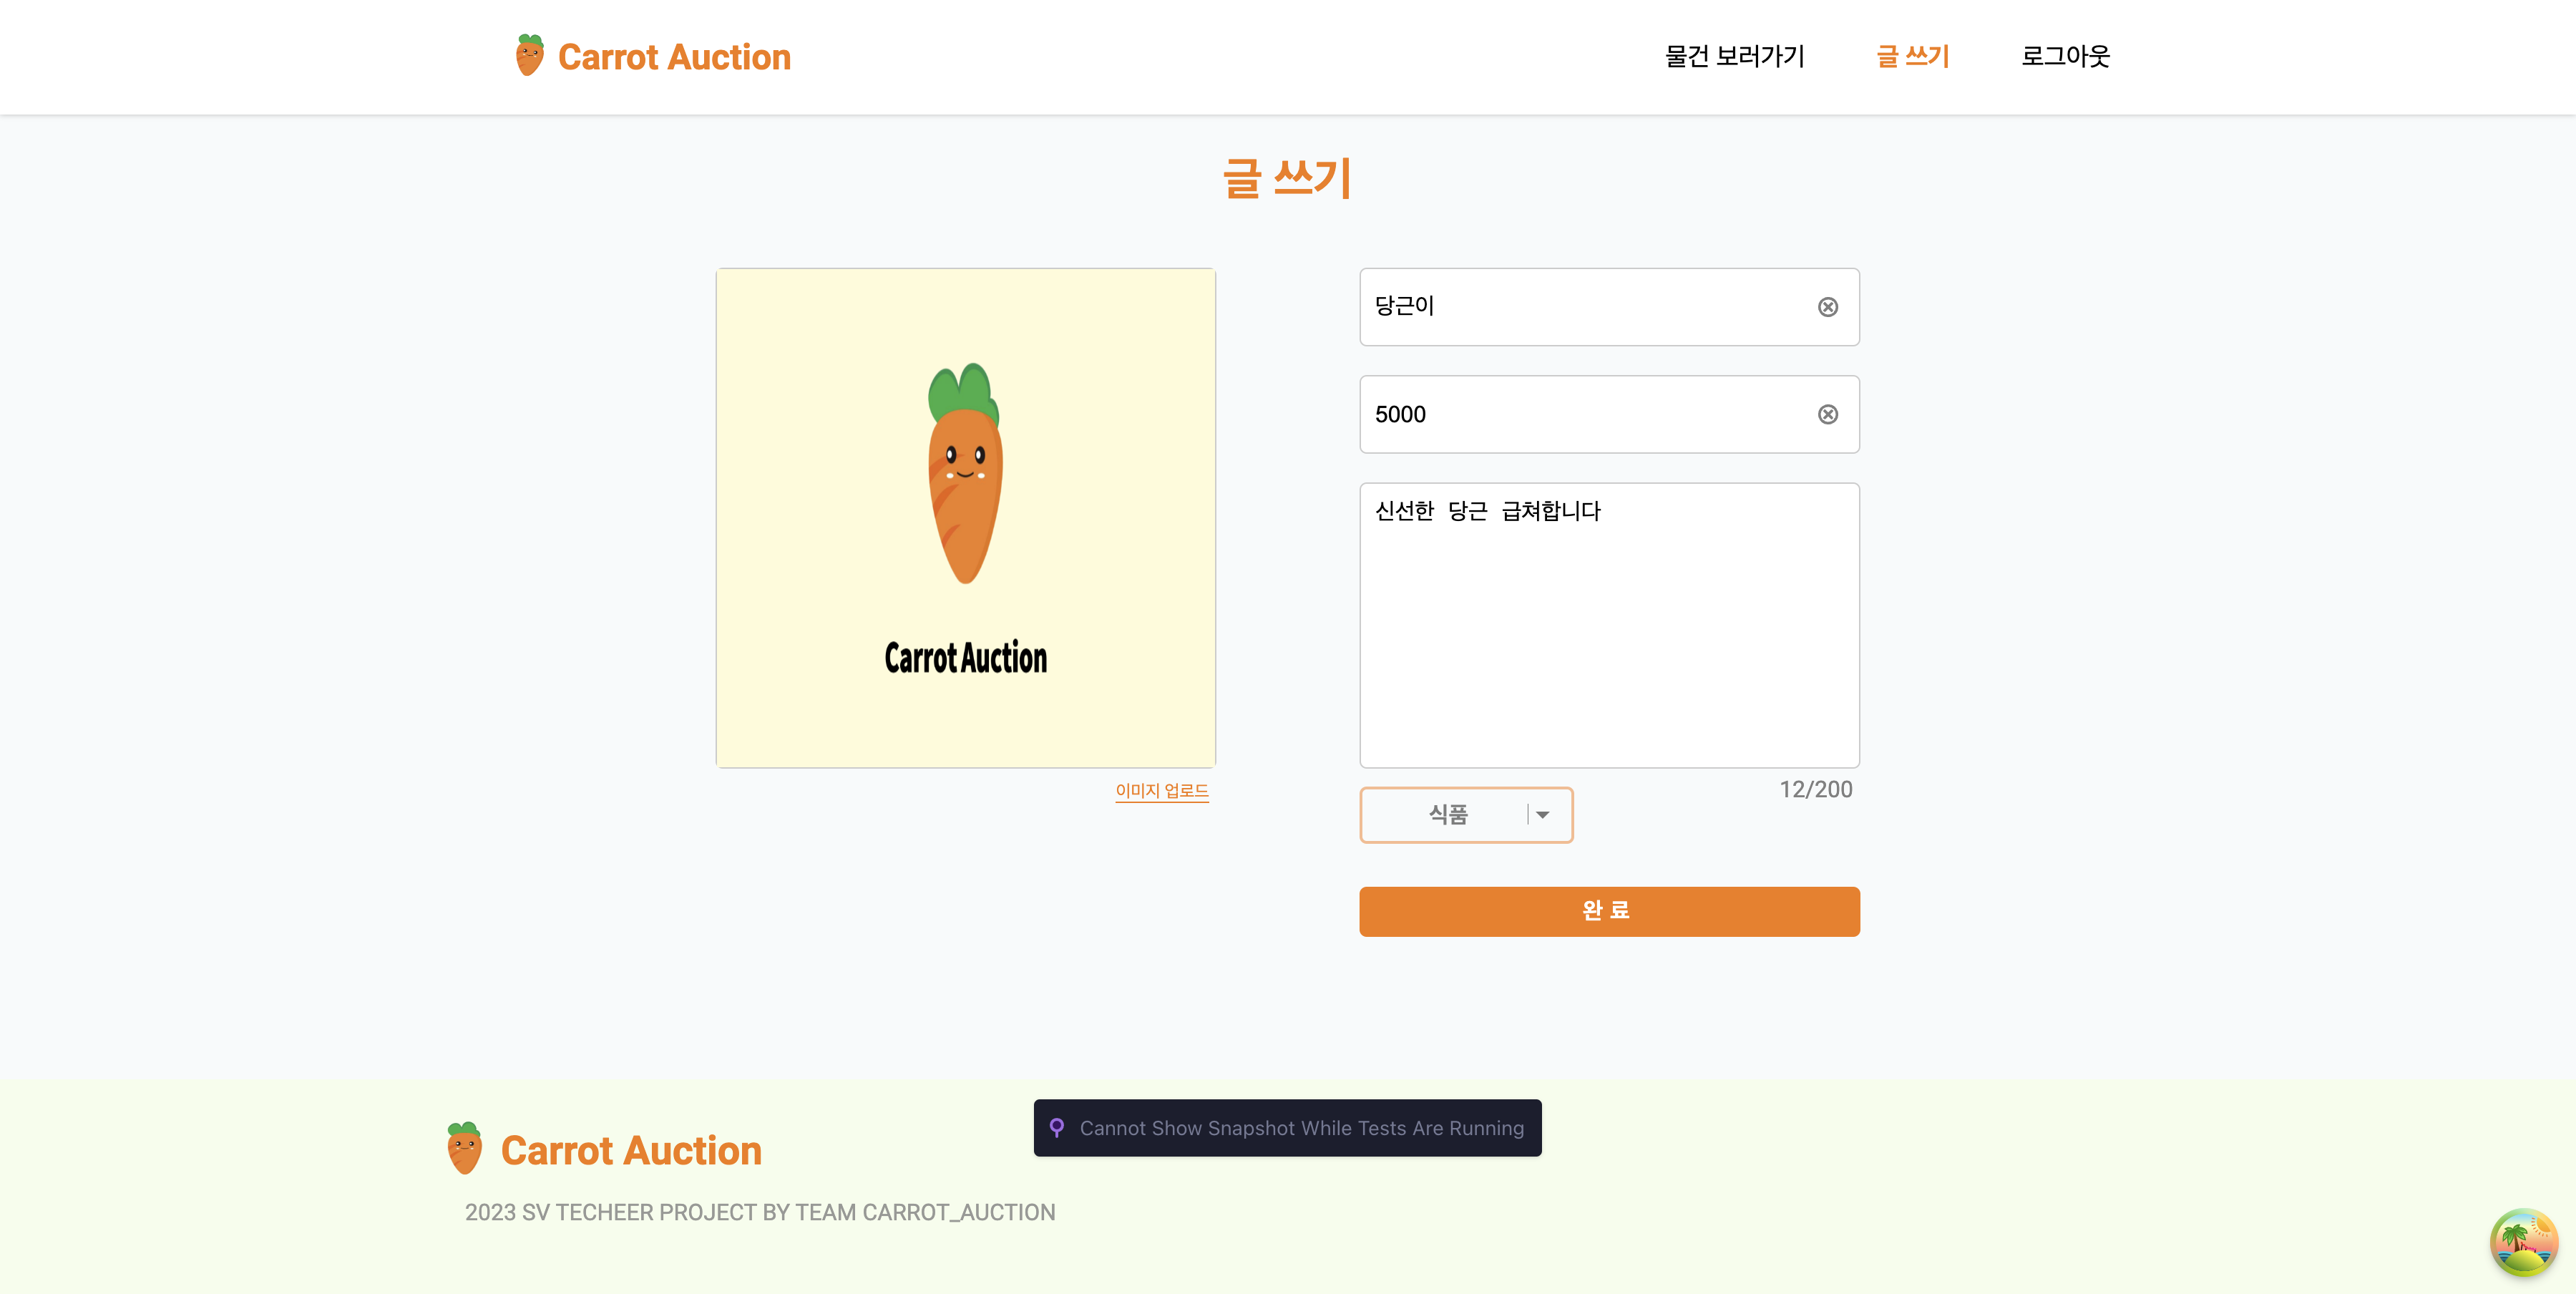 Carrot Auction
물건 보러가기
글 쓰기
로그아웃
글 쓰기
Carrot Auction
이미지 업로드
당근이
5000
신선한 당근 급쳐합니다
12/200
식품
완 료
Carrot Auction
2023 SV TECHEER PROJECT BY TEAM CARROT_AUCTION
Cannot Show Snapshot While Tests Are Running